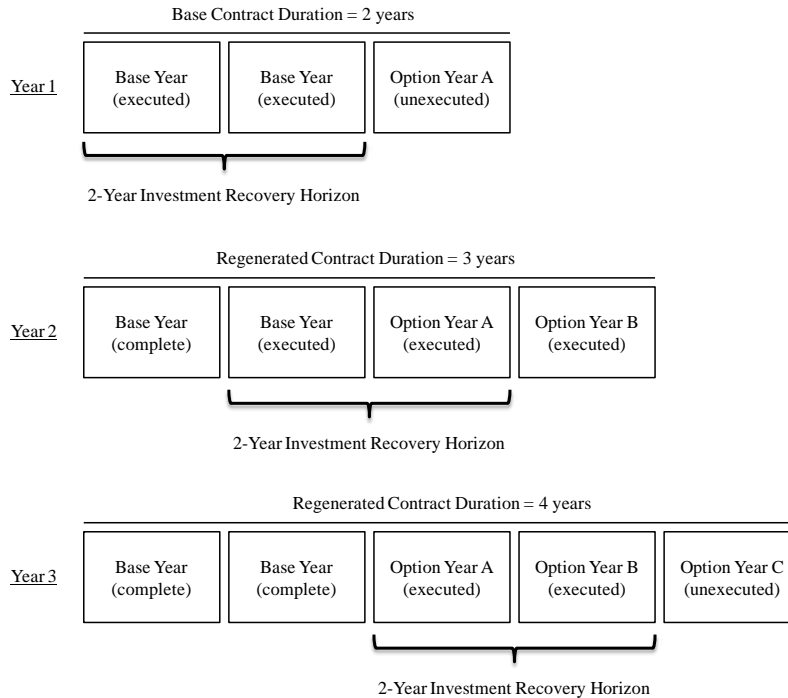 Base Contract Duration = 2 years
Year 1
Base Year
(executed)
Base Year
(executed)
Option Year A
(unexecuted)
2-Year Investment Recovery Horizon
Regenerated Contract Duration = 3 years
Year 2
Base Year
(complete)
Base Year
(executed)
Option Year A
(executed)
Option Year B
(executed)
2-Year Investment Recovery Horizon
Regenerated Contract Duration = 4 years
Year 3
Base Year
(complete)
Base Year
(complete)
Option Year A
(executed)
Option Year B
(executed)
Option Year C
(unexecuted)
2-Year Investment Recovery Horizon